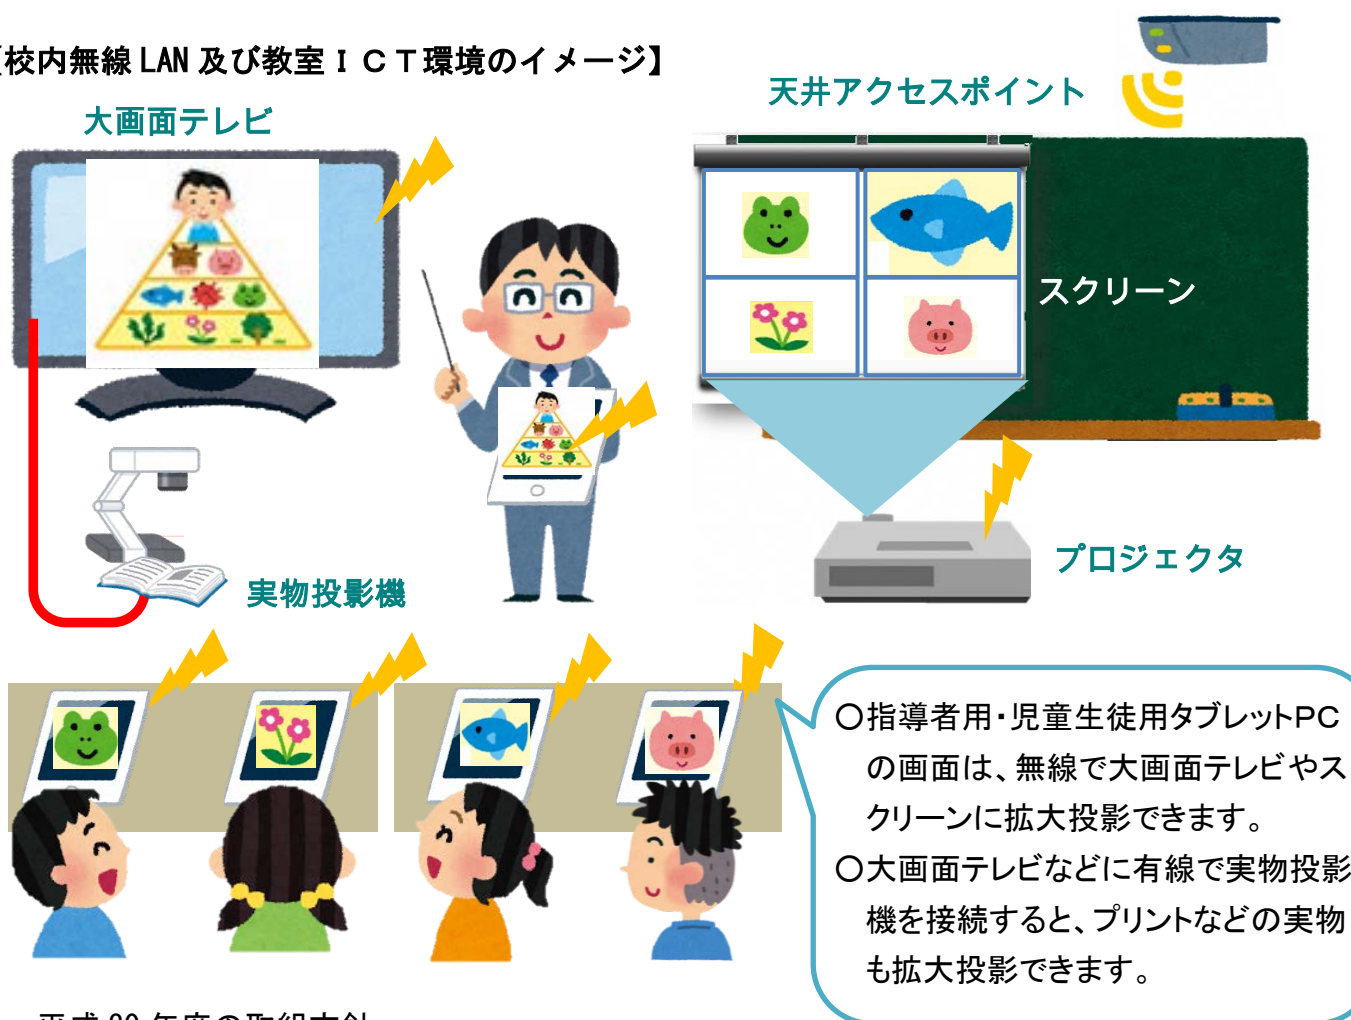 【校内無線LAN及び教室ＩＣＴ環境のイメージ】
大画面テレビ
天井アクセスポイント
スクリーン
実物投影機
プロジェクタ
○指導者用・児童生徒用タブレットPC
の画面は、無線で大画面テレビやス
クリーンに拡大投影できます。
○大画面テレビなどに有線で実物投影
機を接続すると、プリントなどの実物
も拡大投影できます。